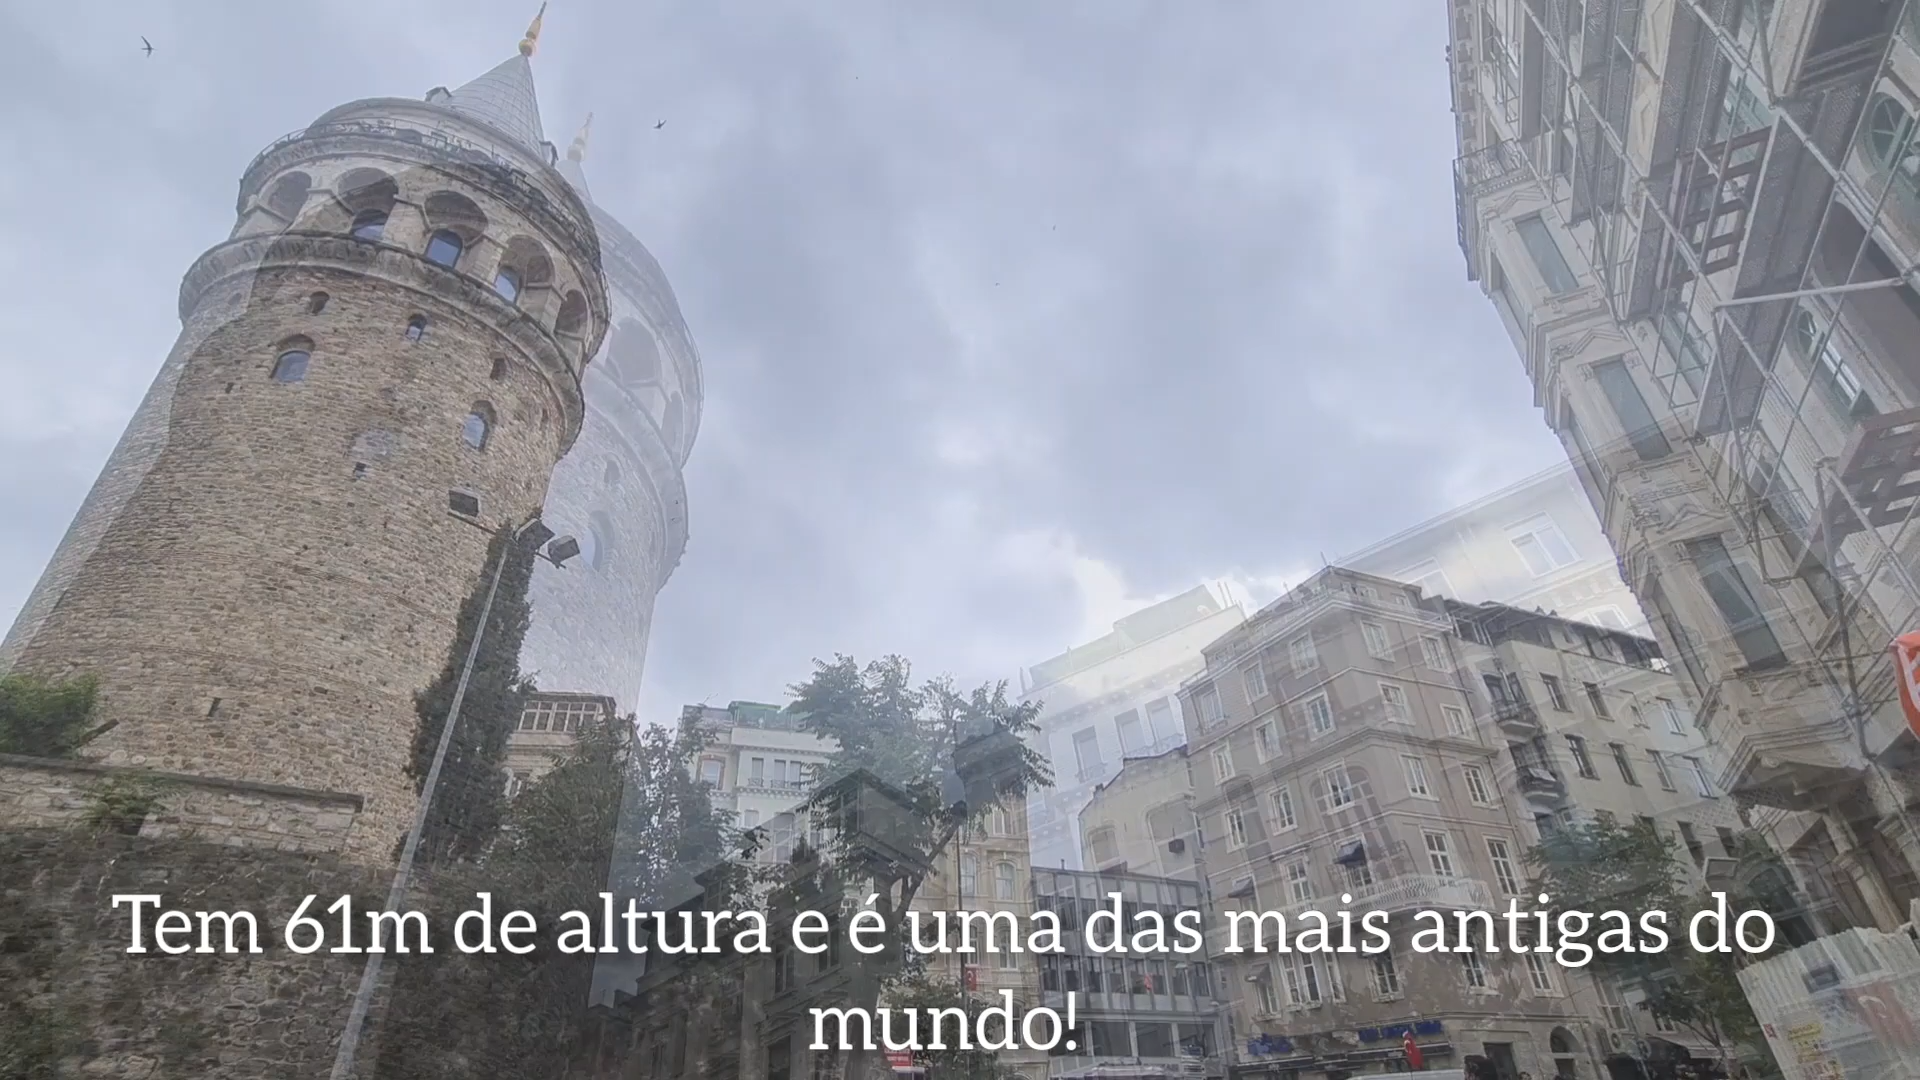 Tem 61m de altura e é uma das mais antigas do
mundo!